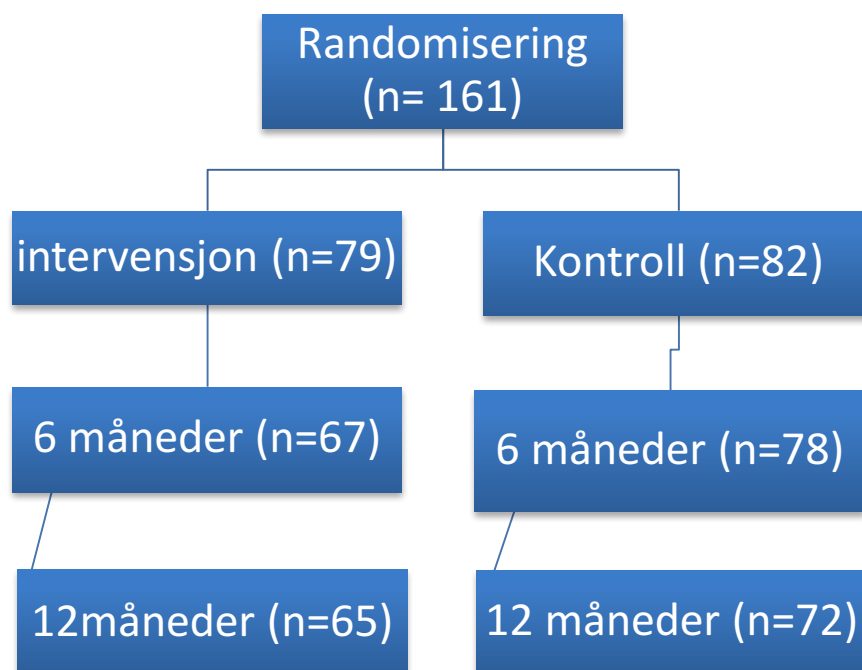 Randomisering
(n= 161)
intervensjon (n=79)
Kontroll (n=82)
6 måneder (n=67)
6 måneder (n=78)
12måneder (n=65)
12 måneder (n=72)